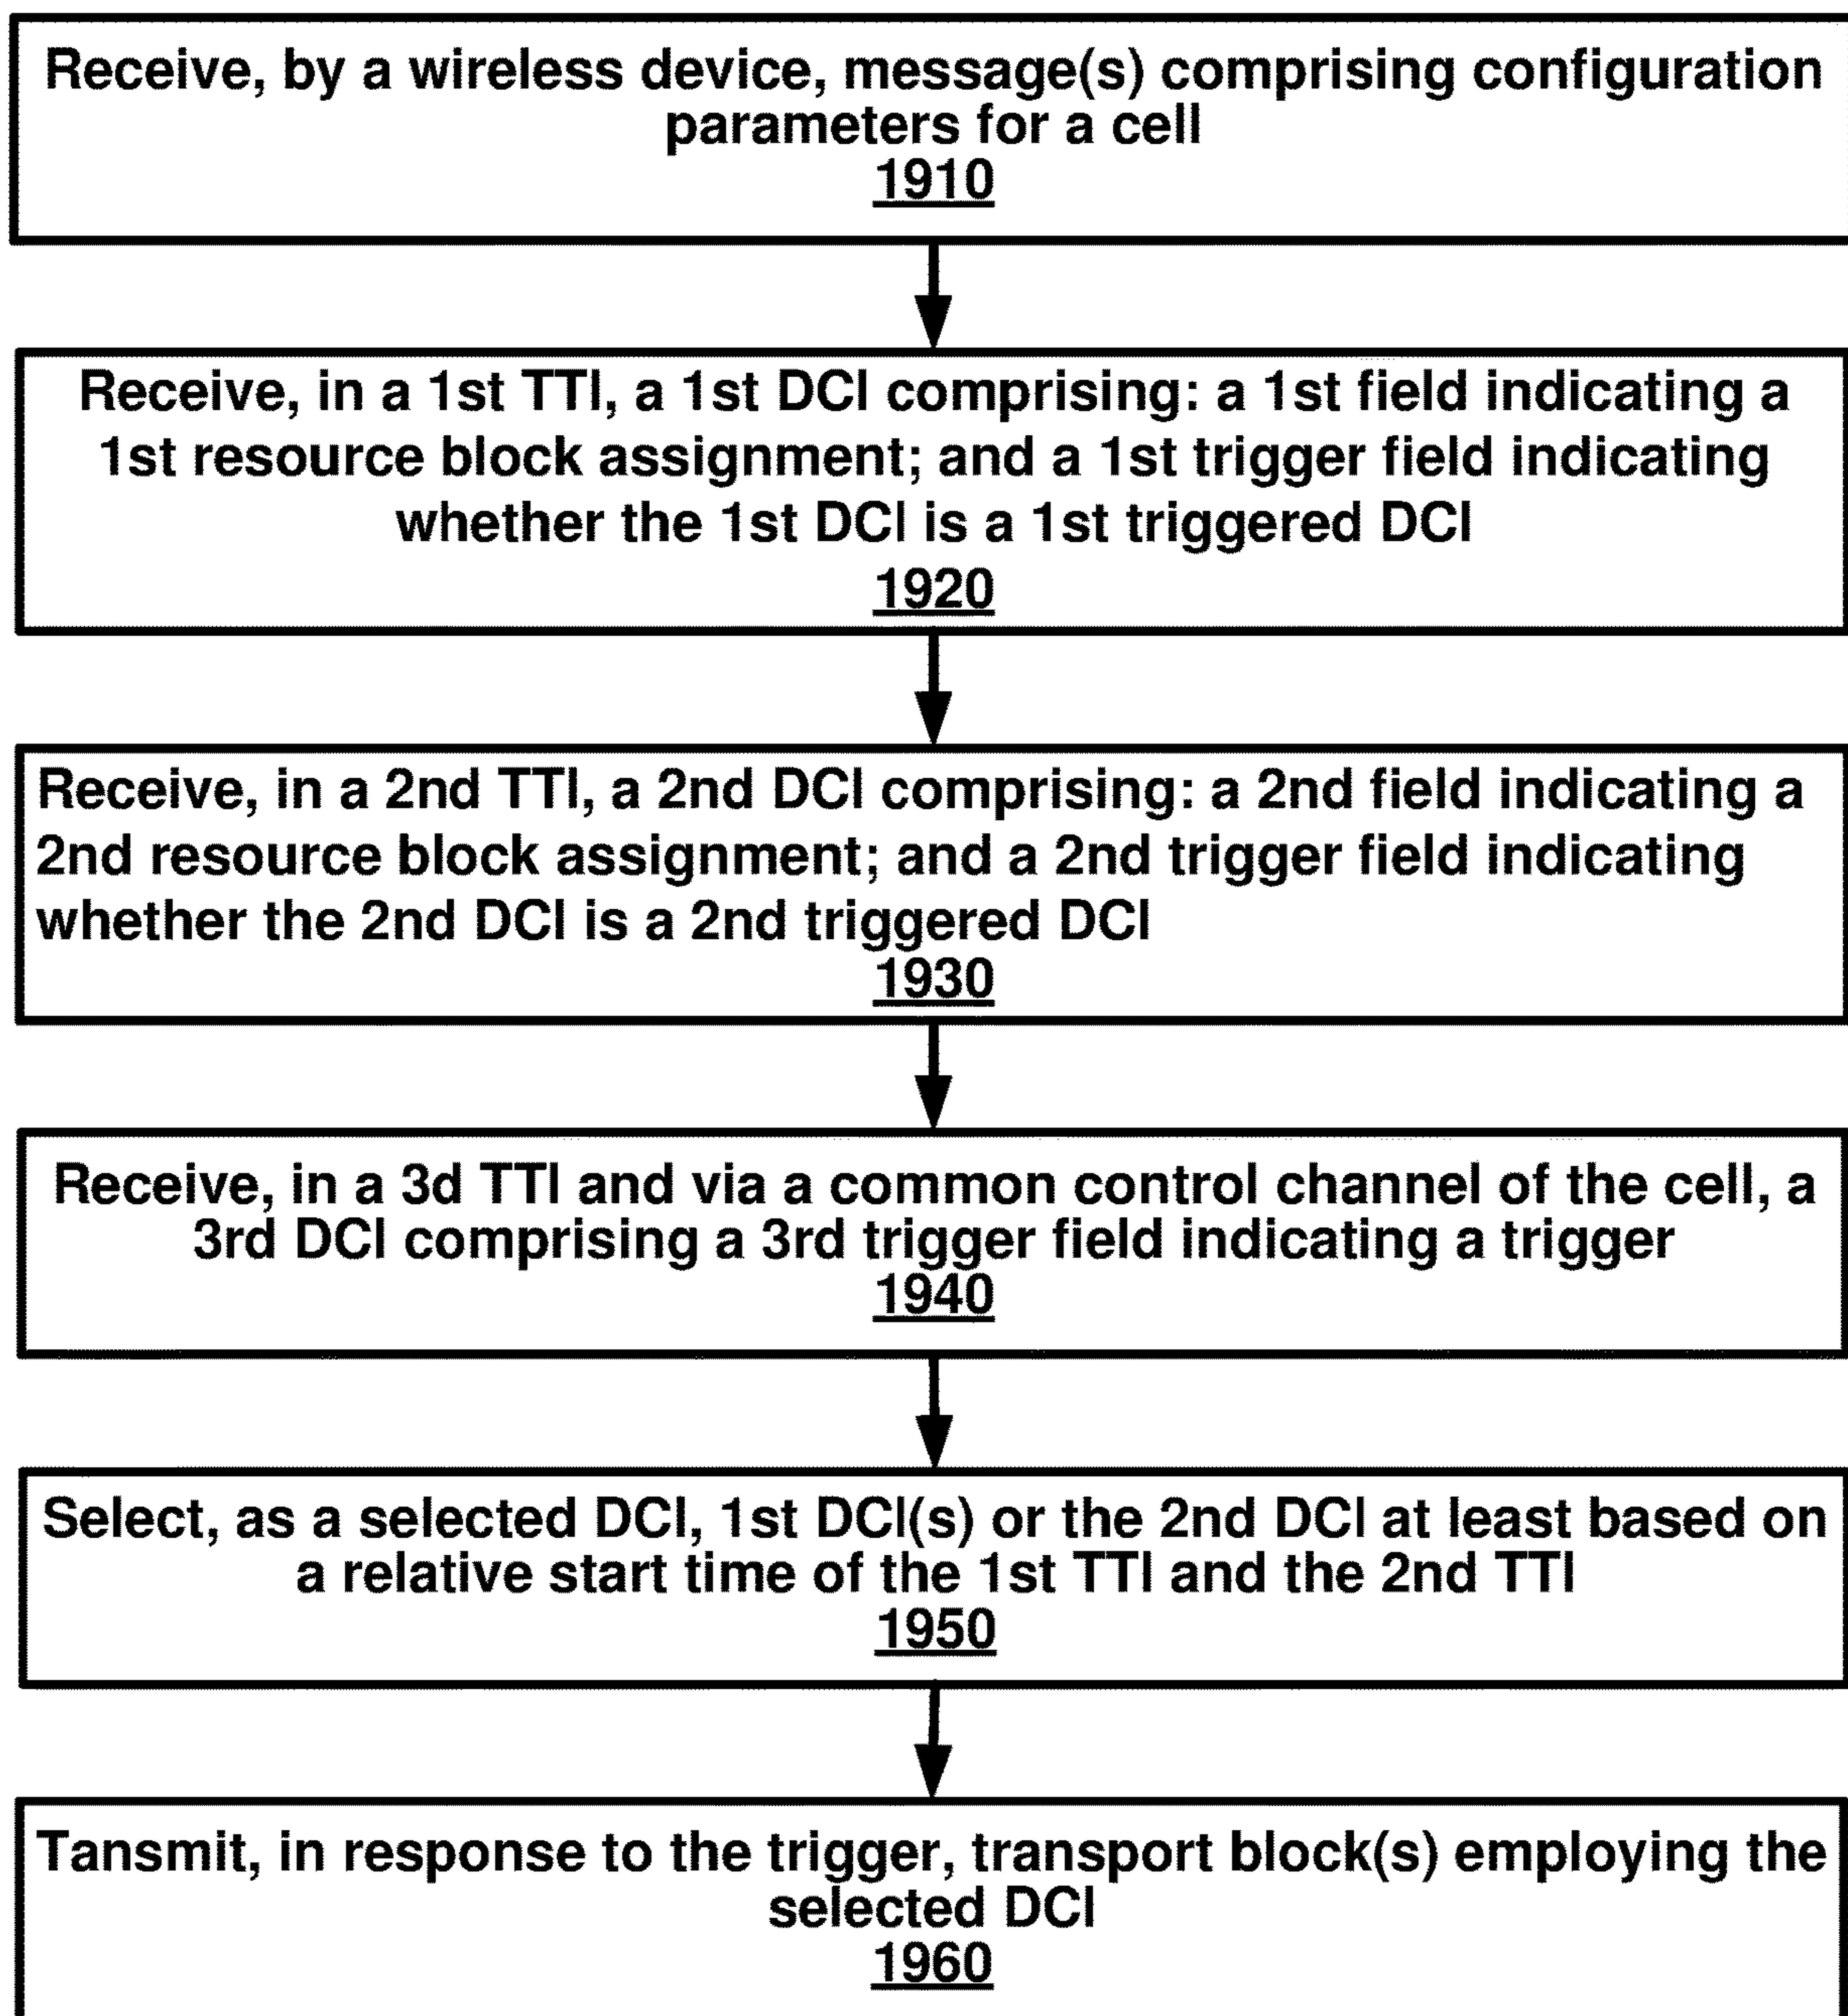 Receive, by a wireless device, message(s) comprising configuration
parameters for a cell
1910
Receive, in a 1st TTI, a 1st DCI comprising: a 1st field indicating a
1st resource block assignment; and a 1st trigger field indicating
whether the 1st DCI is a 1st triggered DCI
1920
Receive, in a 2nd TTI, a 2nd DCI comprising: a 2nd field indicating a
2nd resource block assignment; and a 2nd trigger field indicating
whether the 2nd DCI is a 2nd triggered DCI
1930
Receive, in a 3d TTI and via a common control channel of the cell, a
3rd DCI comprising a 3rd trigger field indicating a trigger
1940
Select, as a selected DCI, 1st DCI(s) or the 2nd DCI at least based on
a relative start time of the 1st TTI and the 2nd TTI
1950
Tansmit, in response to the trigger, transport block(s) employing the
selected DCI
1960